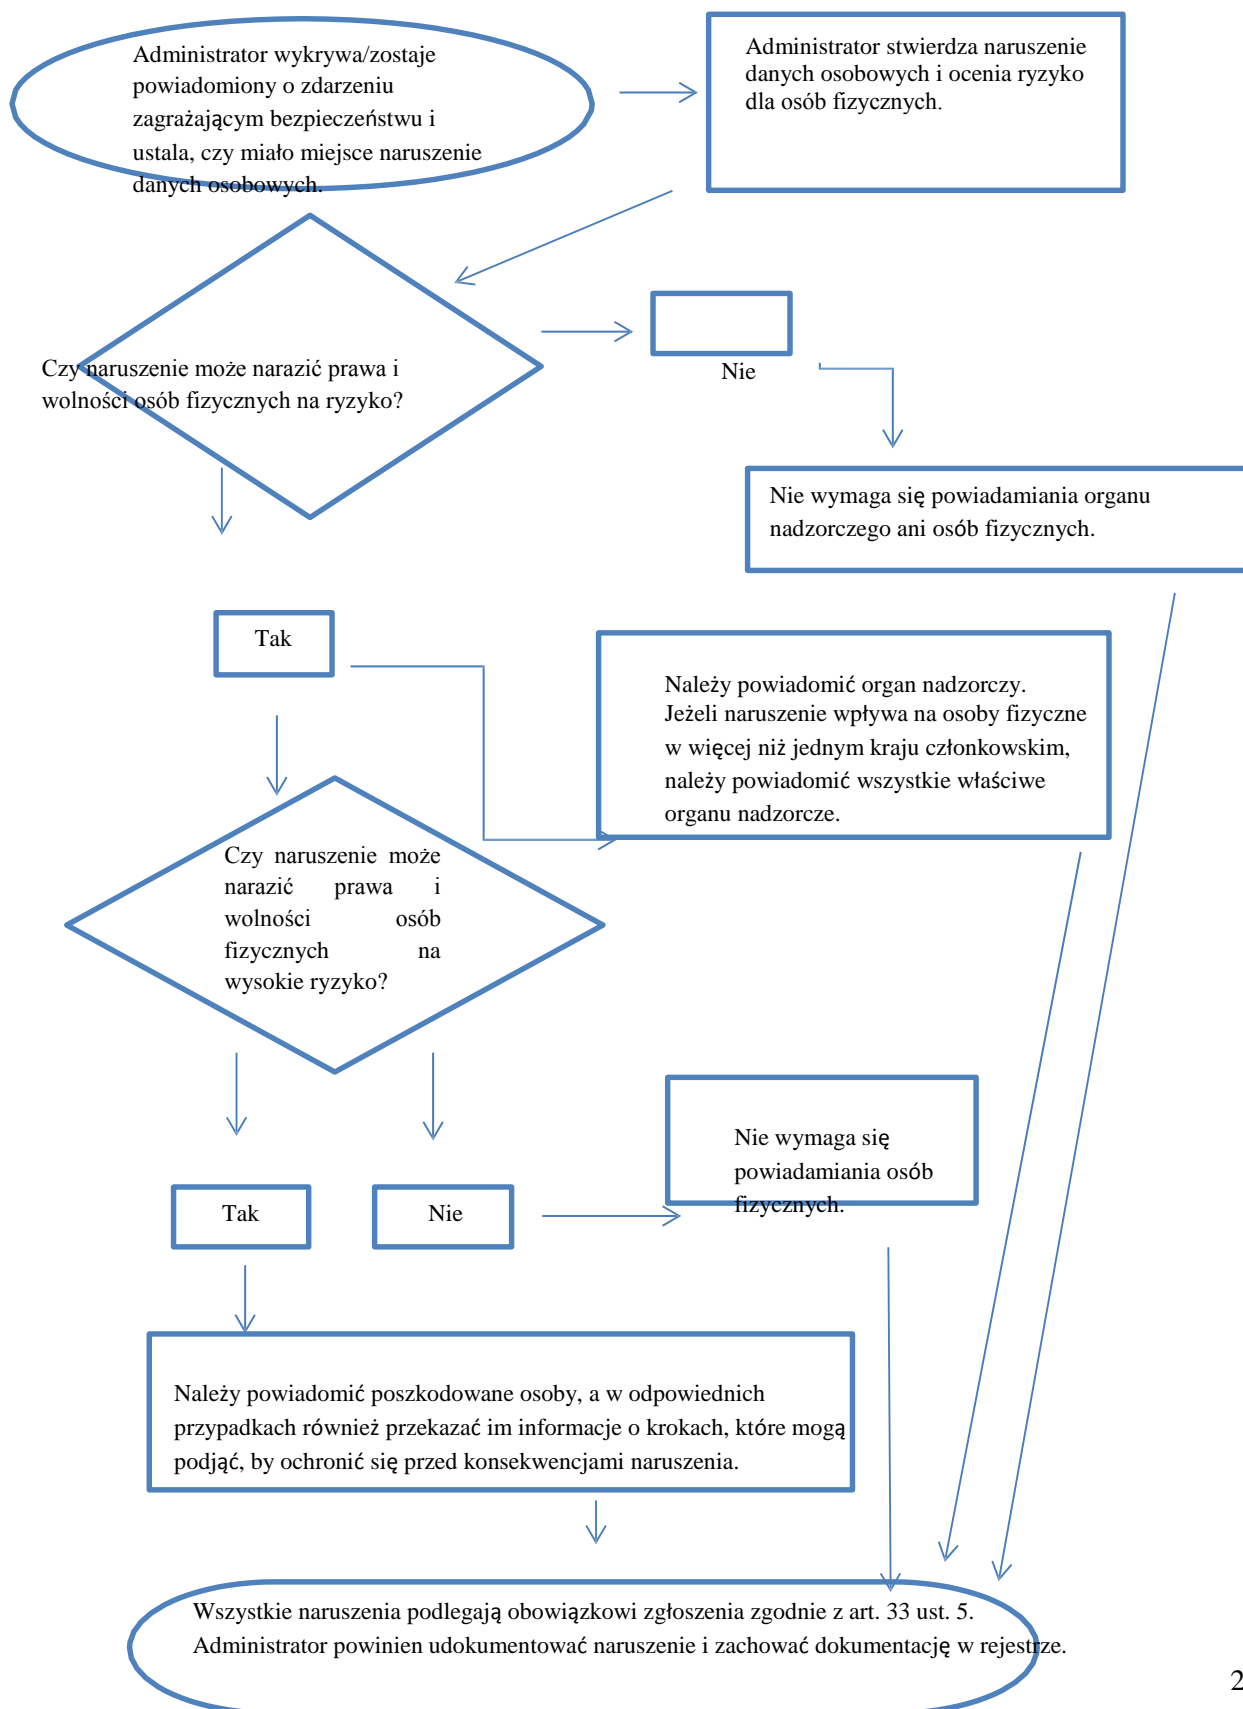 Administrator wykrywa/zostaje
powiadomiony o zdarzeniu
zagrażającym bezpieczeństwu i
ustala, czy miało miejsce naruszenie
danych osobowych.
Administrator stwierdza naruszenie
danych osobowych i ocenia ryzyko
dla osób fizycznych.
Czy naruszenie może narazić prawa i
wolności osób fizycznych na ryzyko?
Nie
Nie wymaga się powiadamiania organu
nadzorczego ani osób fizycznych.
Tak
Należy powiadomić organ nadzorczy.
Jeżeli naruszenie wpływa na osoby fizyczne
w więcej niż jednym kraju członkowskim,
należy powiadomić wszystkie właściwe
organu nadzorcze.
Czy naruszenie może
narazić prawa i
wolności osób
fizycznych na
wysokie ryzyko?
Nie wymaga się
powiadamiania osób
fizycznych.
Tak
Nie
Należy powiadomić poszkodowane osoby, a w odpowiednich
przypadkach również przekazać im informacje o krokach, które mogą
podjąć, by ochronić się przed konsekwencjami naruszenia.
Wszystkie naruszenia podlegają obowiązkowi zgłoszenia zgodnie z art. 33 ust. 5.
Administrator powinien udokumentować naruszenie i zachować dokumentację w rejestrze.
2